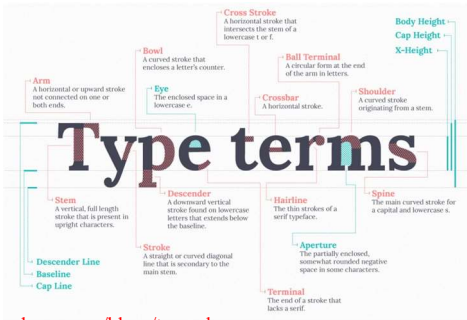 Cross Stroke
A horizontal stroke that
intersects the stem of a
lowercase t or f.
Body Height
Cap Height
X-Height
Bowl
A curved stroke that
encloses a letter's counter.
Ball Terminal
A circular form at the end
of the arm in letters.
Arm
A horizontal or upward stroke
not connected on one or
both ends.
Eye
The enclosed space in a
lowercase e.
Crossbar
A horizontal stroke.
Shoulder
A curved stroke
originating from a stem.
Type terms
Stem
A vertical, full length
stroke that is present in
upright characters.
Descender
A downward vertical
stroke found on lowercase
letters that extends below
the baseline.
Hairline
The thin strokes of a
serif typeface.
Spine
The main curved stroke for
a capital and lowercase s.
Stroke
A straight or curved diagonal
line that is secondary to the
main stem.
Aperture
The partially enclosed,
somewhat rounded negative
space in some characters.
Descender Line
Baseline
Cap Line
Terminal
The end of a stroke that
lacks a serif.